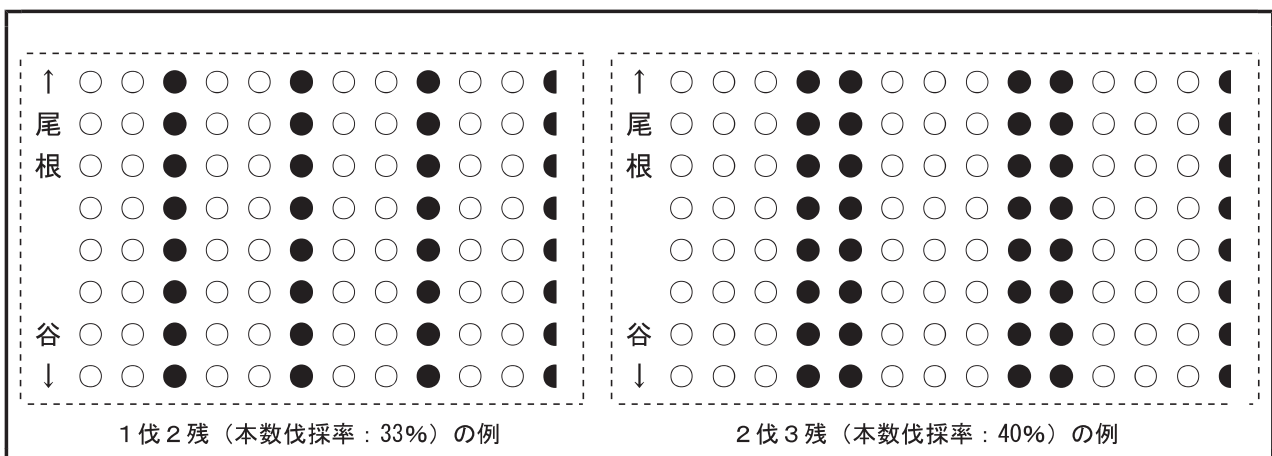 ↑
尾
根
谷
↓
1伐2残（本数伐採率：33%）の例
↑
尾
根
谷
↓
2伐3残（本数伐採率：40%）の例